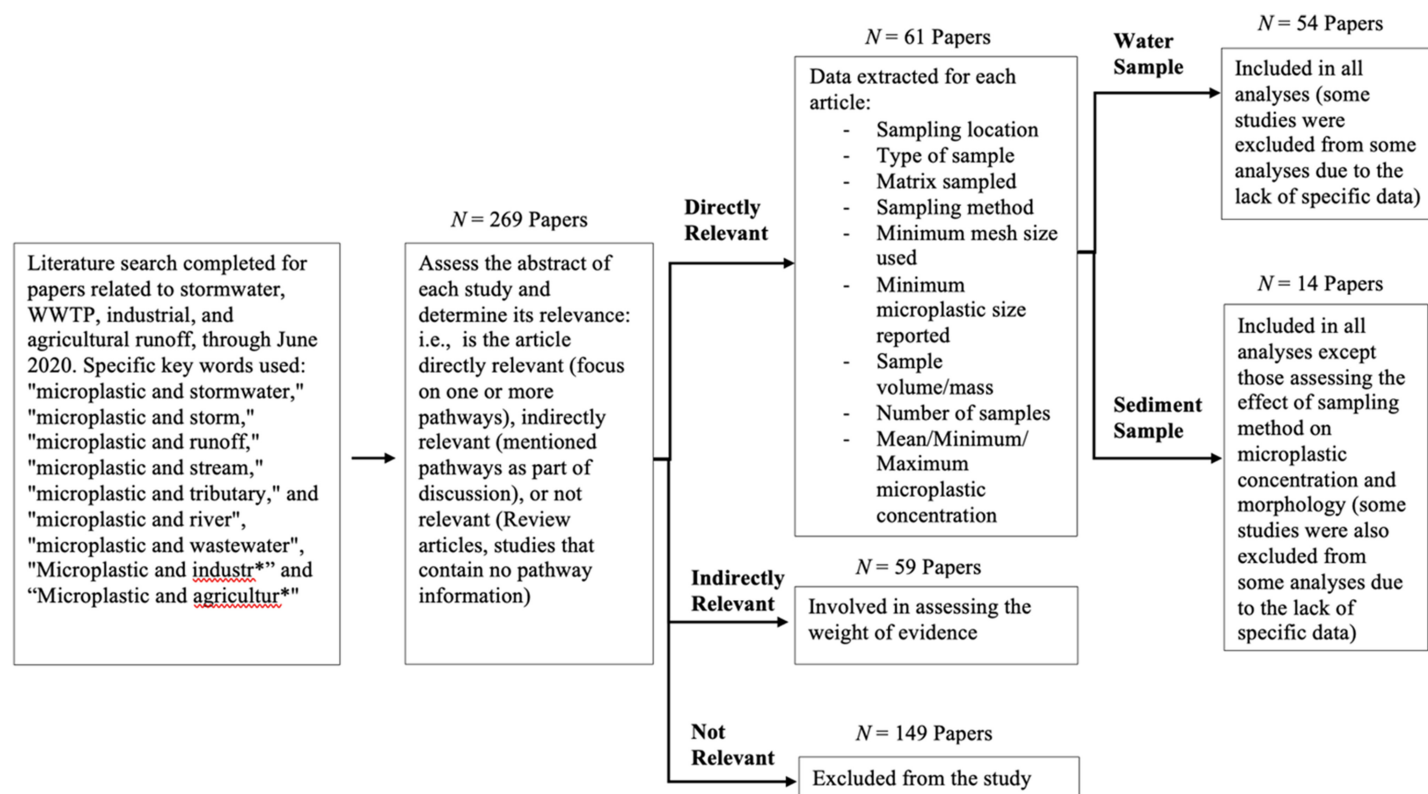 Literature search completed for
papers related to stormwater,
WWTP, industrial, and
agricultural runoff, through June
2020. Specific key words used:
"microplastic and stormwater,"
"microplastic and storm,"
"microplastic and runoff,"
"microplastic and stream,"
"microplastic and tributary," and
"microplastic and river",
"microplastic and wastewater",
"Microplastic and industr*” and
“Microplastic and agricultur*"
N = 269 Papers
Assess the abstract of
each study and
determine its relevance:
i.e., is the article
directly relevant (focus
on one or more
pathways), indirectly
relevant (mentioned
pathways as part of
discussion), or not
relevant (Review
articles, studies that
contain no pathway
information)
Directly
Relevant
N = 61 Papers
Data extracted for each
article:
- Sampling location
- Type of sample
- Matrix sampled
- Sampling method
- Minimum mesh size
used
- Minimum
microplastic size
reported
- Sample
volume/mass
- Number of samples
- Mean/Minimum/
Maximum
microplastic
concentration
Indirectly
Relevant
N = 59 Papers
Involved in assessing the
weight of evidence
Not
Relevant
N = 149 Papers
Excluded from the study
Water
Sample
N = 54 Papers
Included in all
analyses (some
studies were
excluded from some
analyses due to the
lack of specific data)
Sediment
Sample
N = 14 Papers
Included in all
analyses except
those assessing the
effect of sampling
method on
microplastic
concentration and
morphology (some
studies were also
excluded from
some analyses due
to the lack of
specific data)